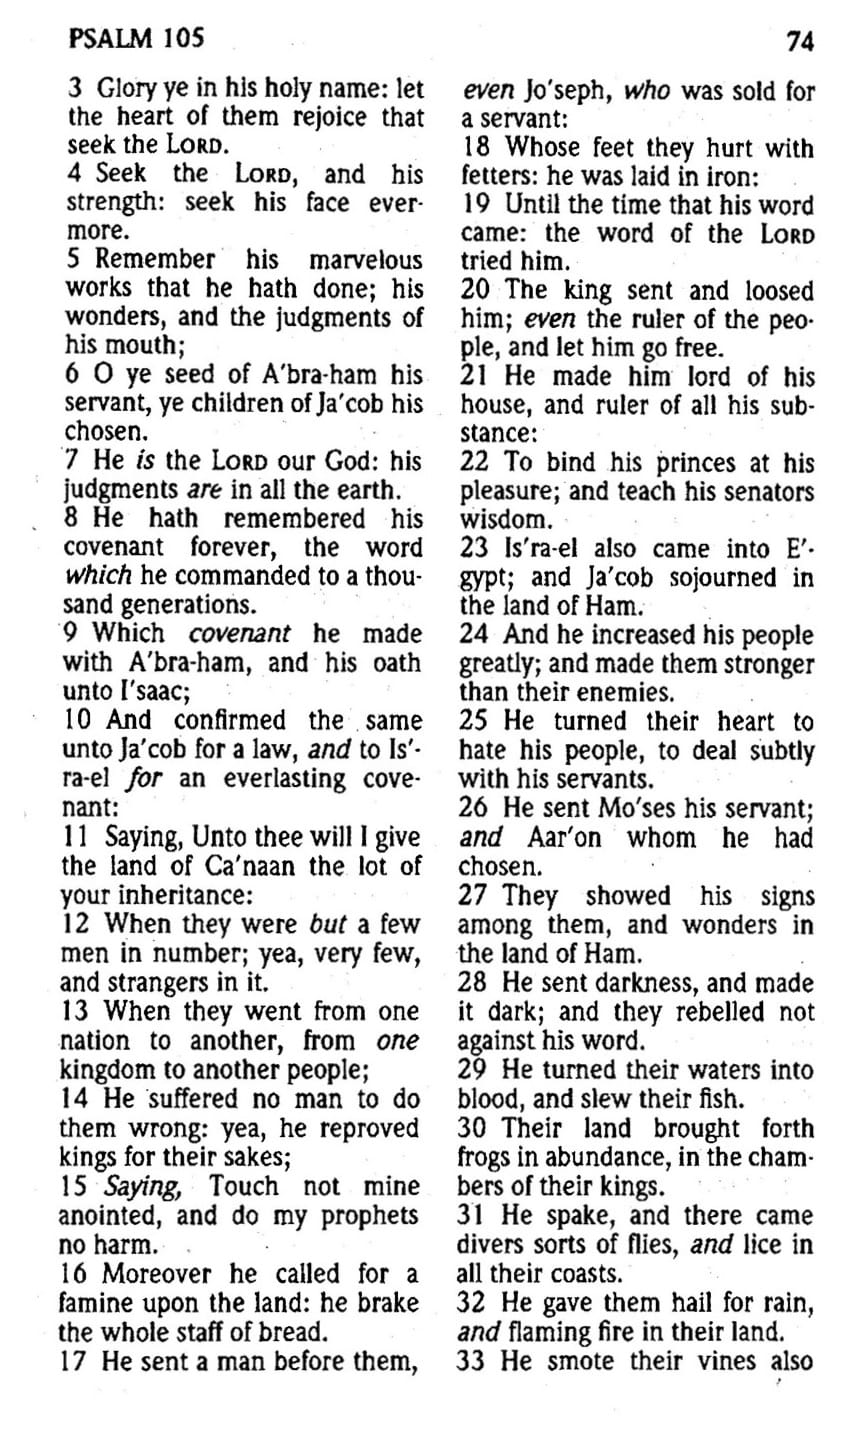 PSALM 105
74
3 Glory ye in his holy name: let
the heart of them rejoice that
seek the LORD.
4 Seek the LORD, and his
strength: seek his face ever-
more.
5 Remember his marvelous
works that he hath done; his
wonders, and the judgments of
his mouth;
6 O ye seed of A'bra-ham his
servant, ye children of Ja'cob his
chosen.
7 He is the LORD our God: his
judgments are in all the earth.
8 He hath remembered his
covenant forever, the word
which he commanded to a thou-
sand generations.
9 Which covenant he made
with A'bra-ham, and his oath
unto I'saac;
10 And confirmed the same
unto Ja'cob for a law, and to Is'-
ra-el for an everlasting cove-
nant:
11 Saying, Unto thee will I give
the land of Ca'naan the lot of
your inheritance:
12 When they were but a few
men in number; yea, very few,
and strangers in it.
13 When they went from one
nation to another, from one
kingdom to another people;
14 He suffered no man to do
them wrong: yea, he reproved
kings for their sakes;
15 Saying, Touch not mine
anointed, and do my prophets
no harm.
16 Moreover he called for a
famine upon the land: he brake
the whole staff of bread.
17 He sent a man before them,
even Jo'seph, who was sold for
a servant:
18 Whose feet they hurt with
fetters: he was laid in iron:
19 Until the time that his word
came: the word of the LORD
tried him.
20 The king sent and loosed
him; even the ruler of the peo-
ple, and let him go free.
21 He made him lord of his
house, and ruler of all his sub-
stance:
22 To bind his princes at his
pleasure; and teach his senators
wisdom.
23 Is'ra-el also came into E'-
gypt; and Ja'cob sojourned in
the land of Ham.
24 And he increased his people
greatly; and made them stronger
than their enemies.
25 He turned their heart to
hate his people, to deal subtly
with his servants.
26 He sent Mo'ses his servant;
and Aar'on whom he had
chosen.
27 They showed his signs
among them, and wonders in
the land of Ham.
28 He sent darkness, and made
it dark; and they rebelled not
against his word.
29 He turned their waters into
blood, and slew their fish.
30 Their land brought forth
frogs in abundance, in the cham-
bers of their kings.
31 He spake, and there came
divers sorts of flies, and lice in
all their coasts.
32 He gave them hail for rain,
and flaming fire in their land.
33 He smote their vines also